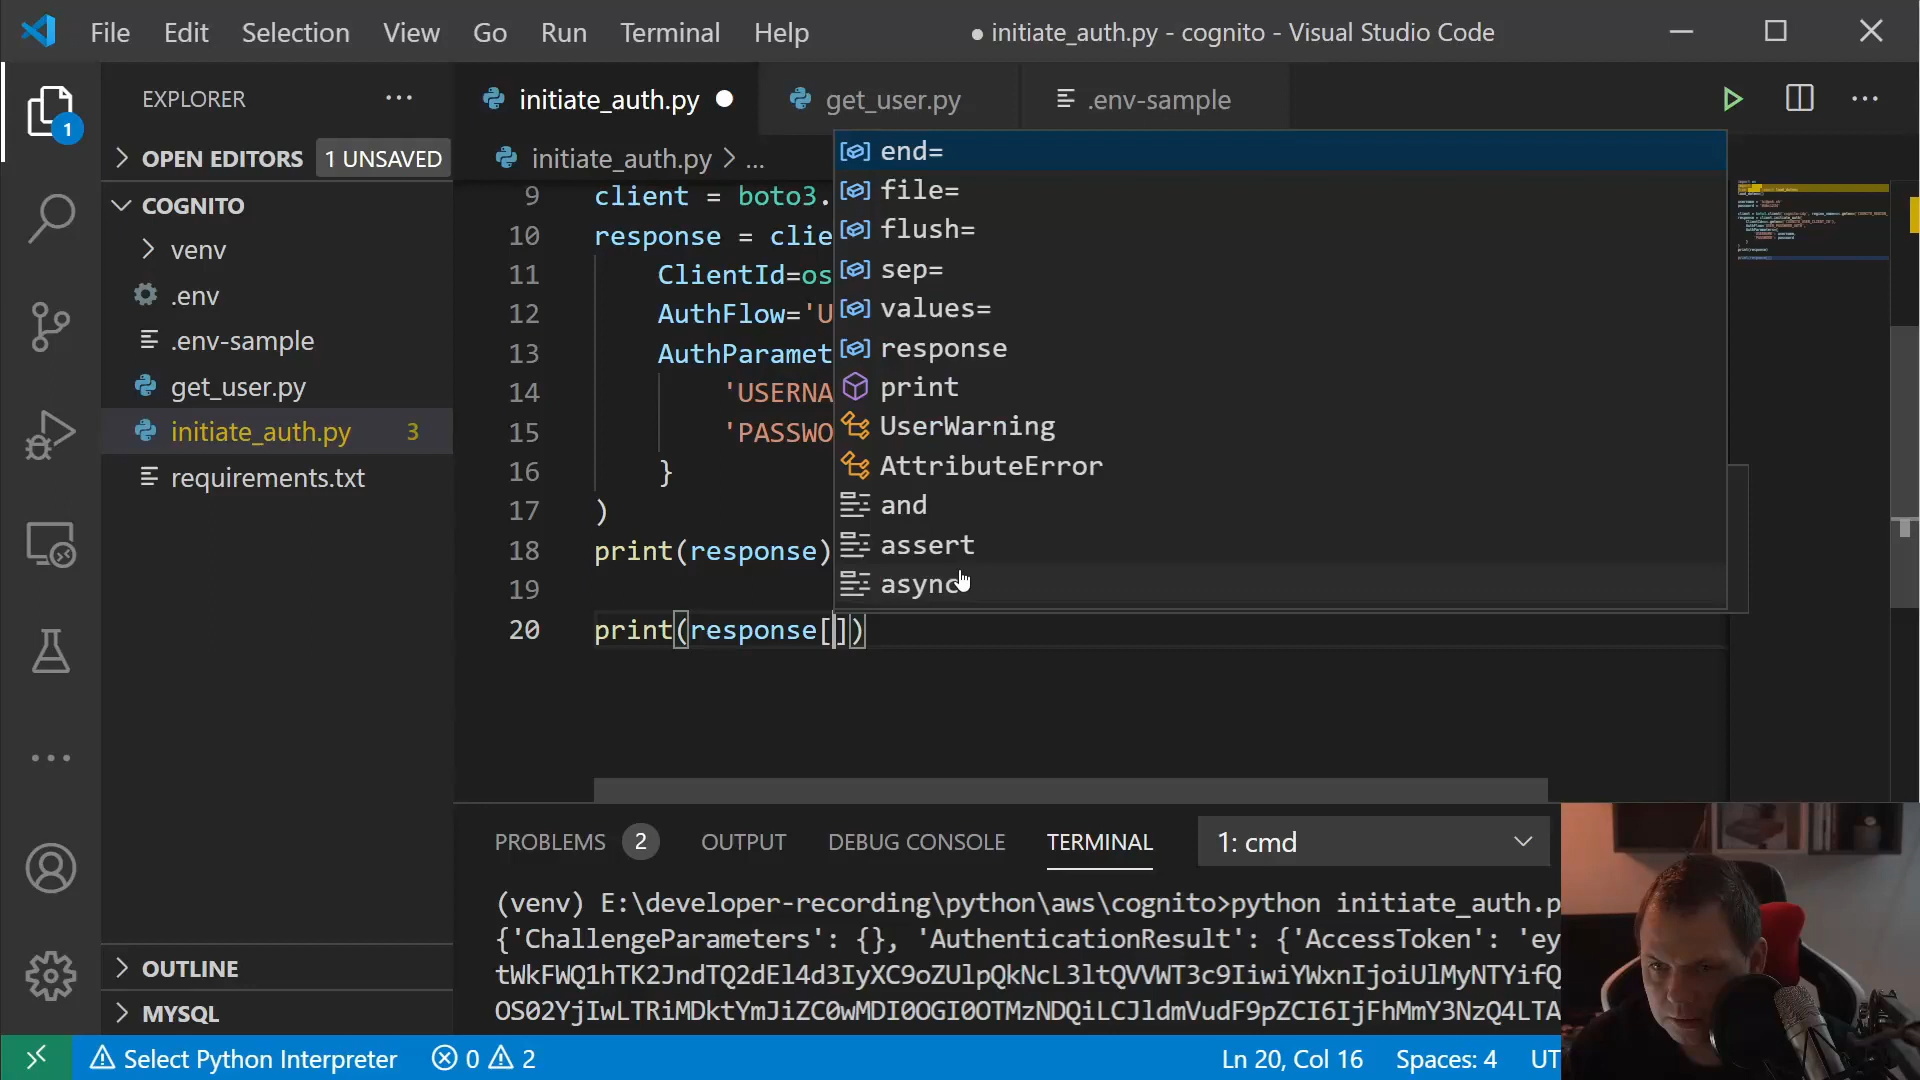 File Edit Selection View Go Run Terminal Help
● initiate_auth.py - cognito - Visual Studio Code
EXPLORER
OPEN EDITORS 1 UNSAVED
COGNITO
venv
.env
.env-sample
get_user.py
initiate_auth.py 3
requirements.txt
OUTLINE
MYSQL
1
initiate_auth.py
get_user.py
.env-sample
initiate_auth.py > ...
9 client = boto3.
10 response = clie
11 ClientId=os
12 AuthFlow='U
13 AuthParamet
14 'USERNA
15 'PASSWO
16 }
17 )
18 print(response)
19
20 print(response[])
end=
file=
flush=
sep=
values=
response
print
UserWarning
AttributeError
and
assert
async
PROBLEMS 2 OUTPUT DEBUG CONSOLE TERMINAL 1: cmd
(venv) E:\developer-recording\python\aws\cognito>python initiate_auth.p
{'ChallengeParameters': {}, 'AuthenticationResult': {'AccessToken': 'ey
tWkFWQ1hTK2JndTQ2dEl4d3IyXC9oZUlpQkNcL3ltQVVWT3c9IiwiYWxnIjoiUlMyNTYifQ
OS02YjIwLTRiMDktYmJiZC0wMDI0OGI0OTMzNDQiLCJldmVudF9pZCI6IjFhMmY3NzQ4LTA
Select Python Interpreter 0 2 Ln 20, Col 16 Spaces: 4 UT